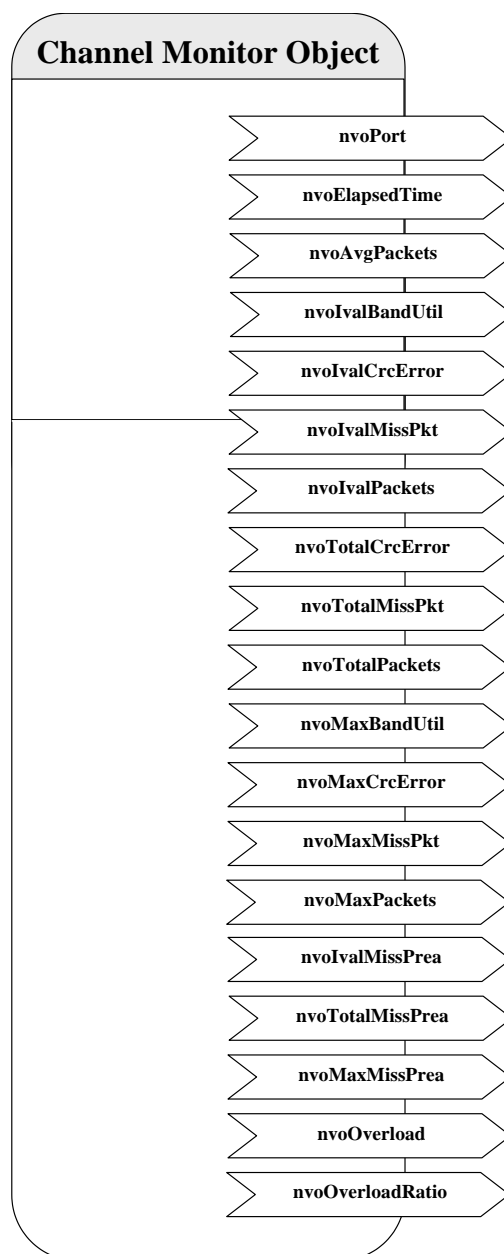 Channel Monitor Object
nvoPort
nvoElapsedTime
nvoAvgPackets
nvoIvalBandUtil
nvoIvalCrcError
nvoIvalMissPkt
nvoIvalPackets
nvoTotalCrcError
nvoTotalMissPkt
nvoTotalPackets
nvoMaxBandUtil
nvoMaxCrcError
nvoMaxMissPkt
nvoMaxPackets
nvoIvalMissPrea
nvoTotalMissPrea
nvoMaxMissPrea
nvoOverload
nvoOverloadRatio